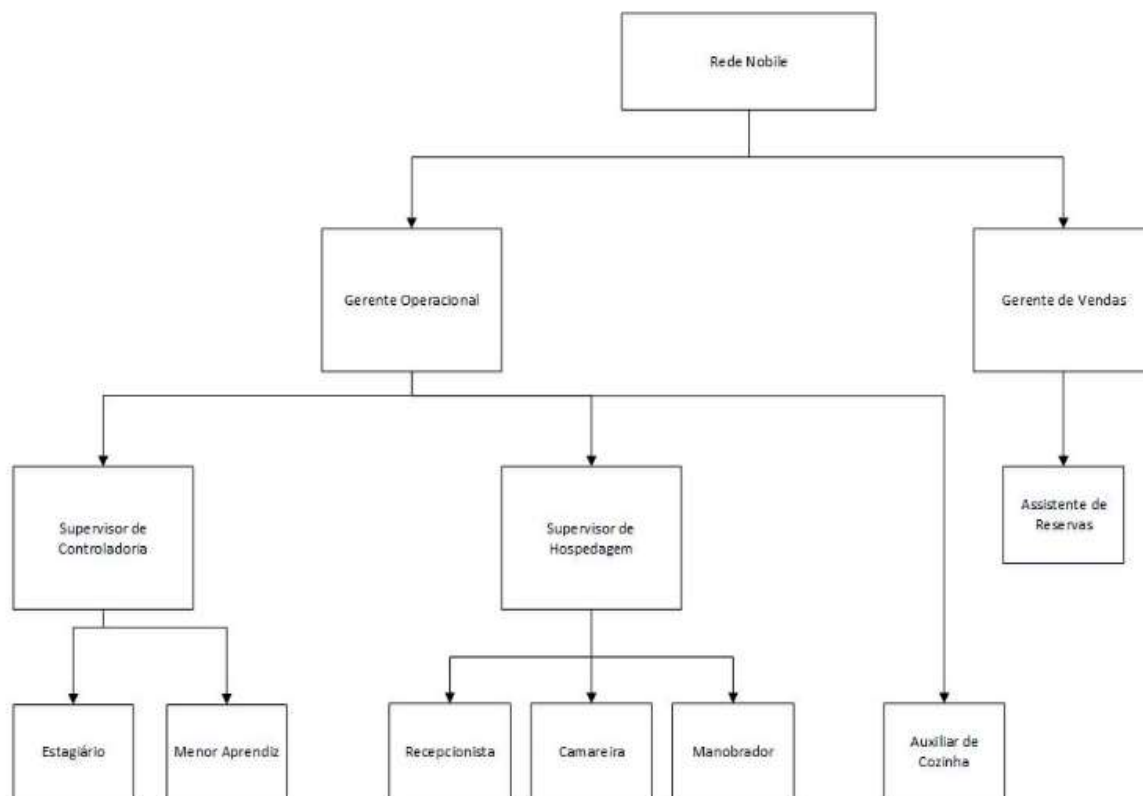 Rede Nobile
Gerente Operacional
Gerente de Vendas
Supervisor de
Controladoria
Supervisor de
Hospedagem
Assistente de
Reservas
Estagiário
Menor Aprendiz
Recepcionista
Camareira
Manobrador
Auxiliar de
Cozinha